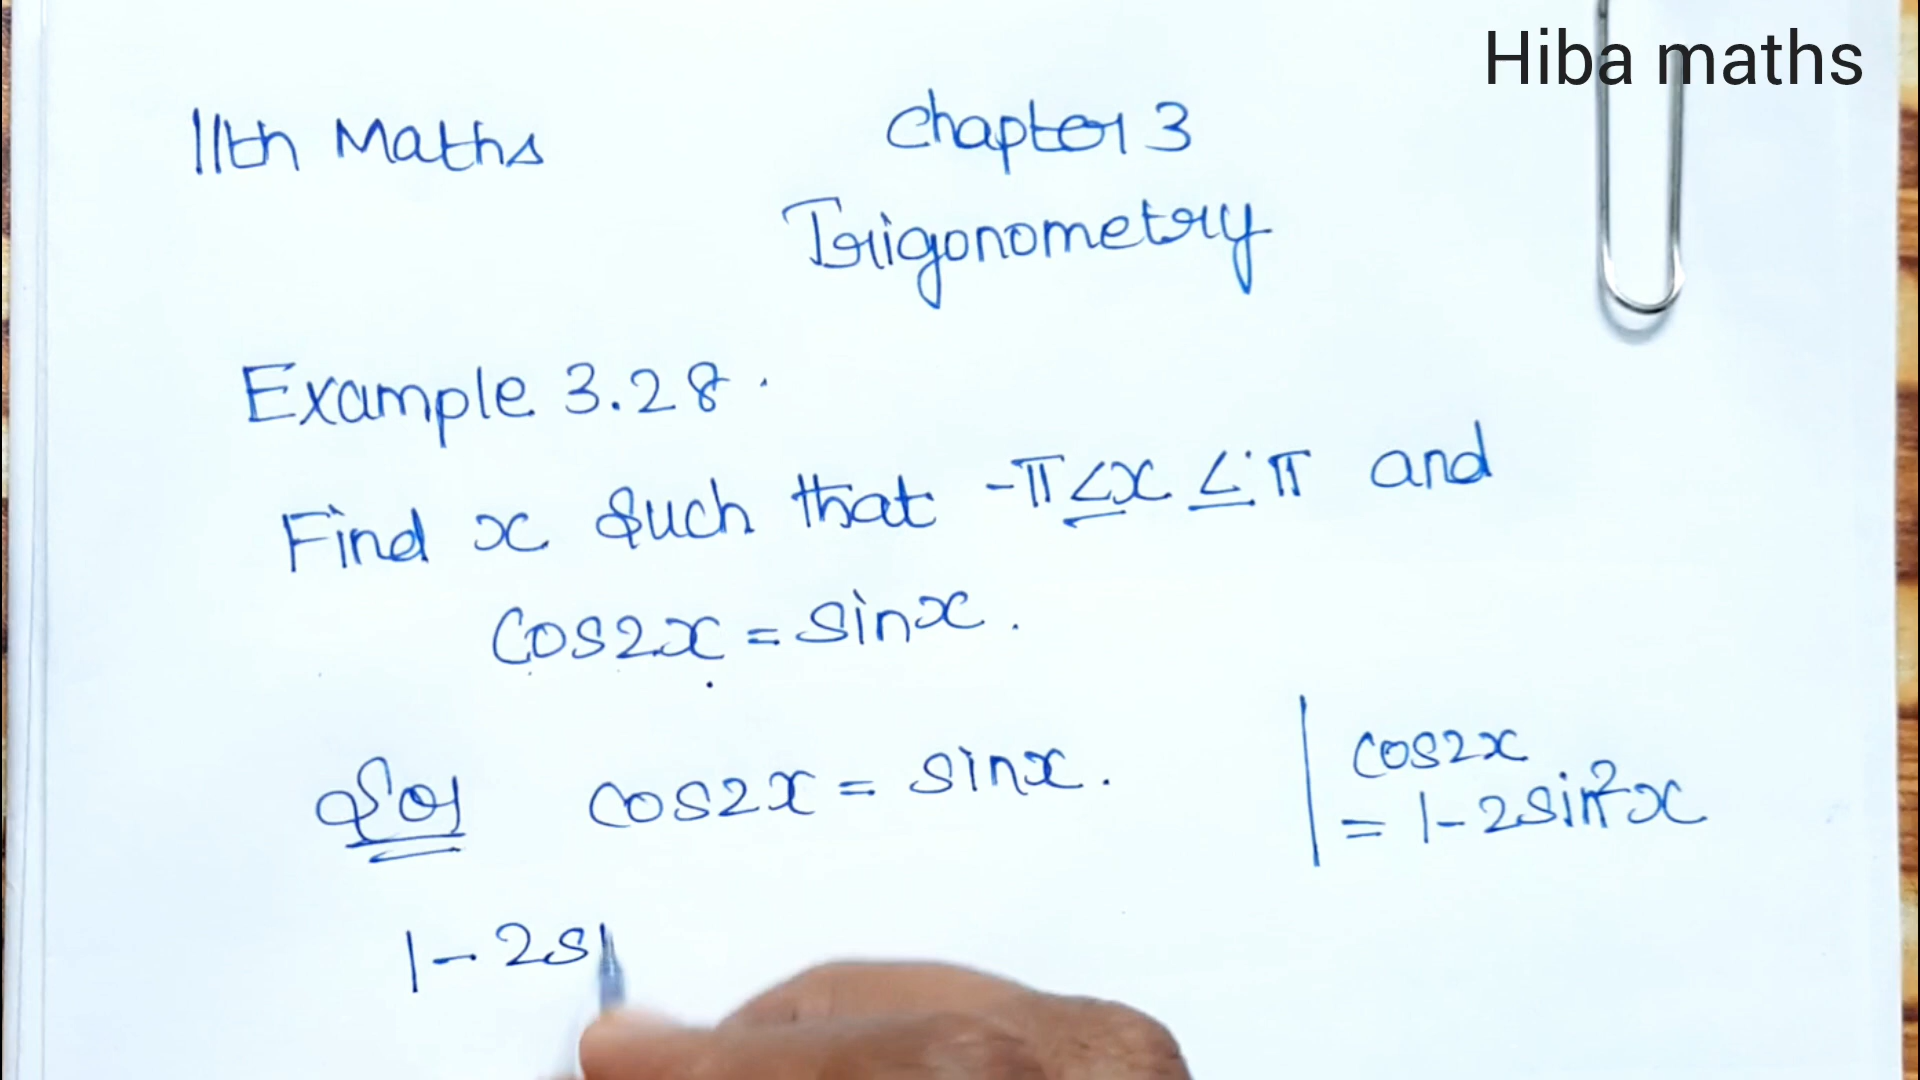 Hiba maths
11th Maths
Chapter 3
Trigonometry
Example 3.28.
Find x such that -π ≤ x ≤ π and
cos2x = sinx.
Sol cos2x = sinx.
cos2x
= 1-2sin²x
1-2si